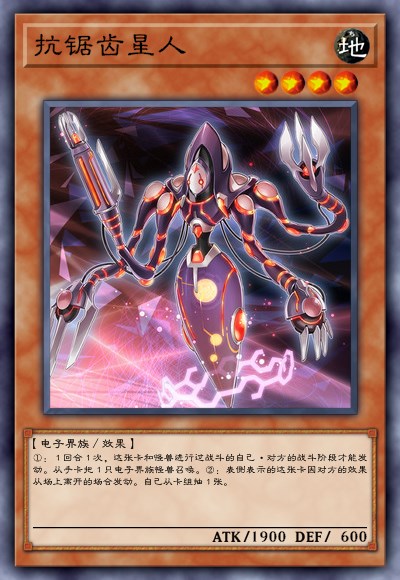 抗锯齿星人
地
【电子界族／效果】
①：1回合1次，这张卡和怪兽进行过战斗的自己·对方的战斗阶段才能发
动。从手卡把1只电子界族怪兽召唤。②：表侧表示的这张卡因对方的效果
从场上离开的场合发动。自己从卡组抽1张。
ATK/1900 DEF/ 600